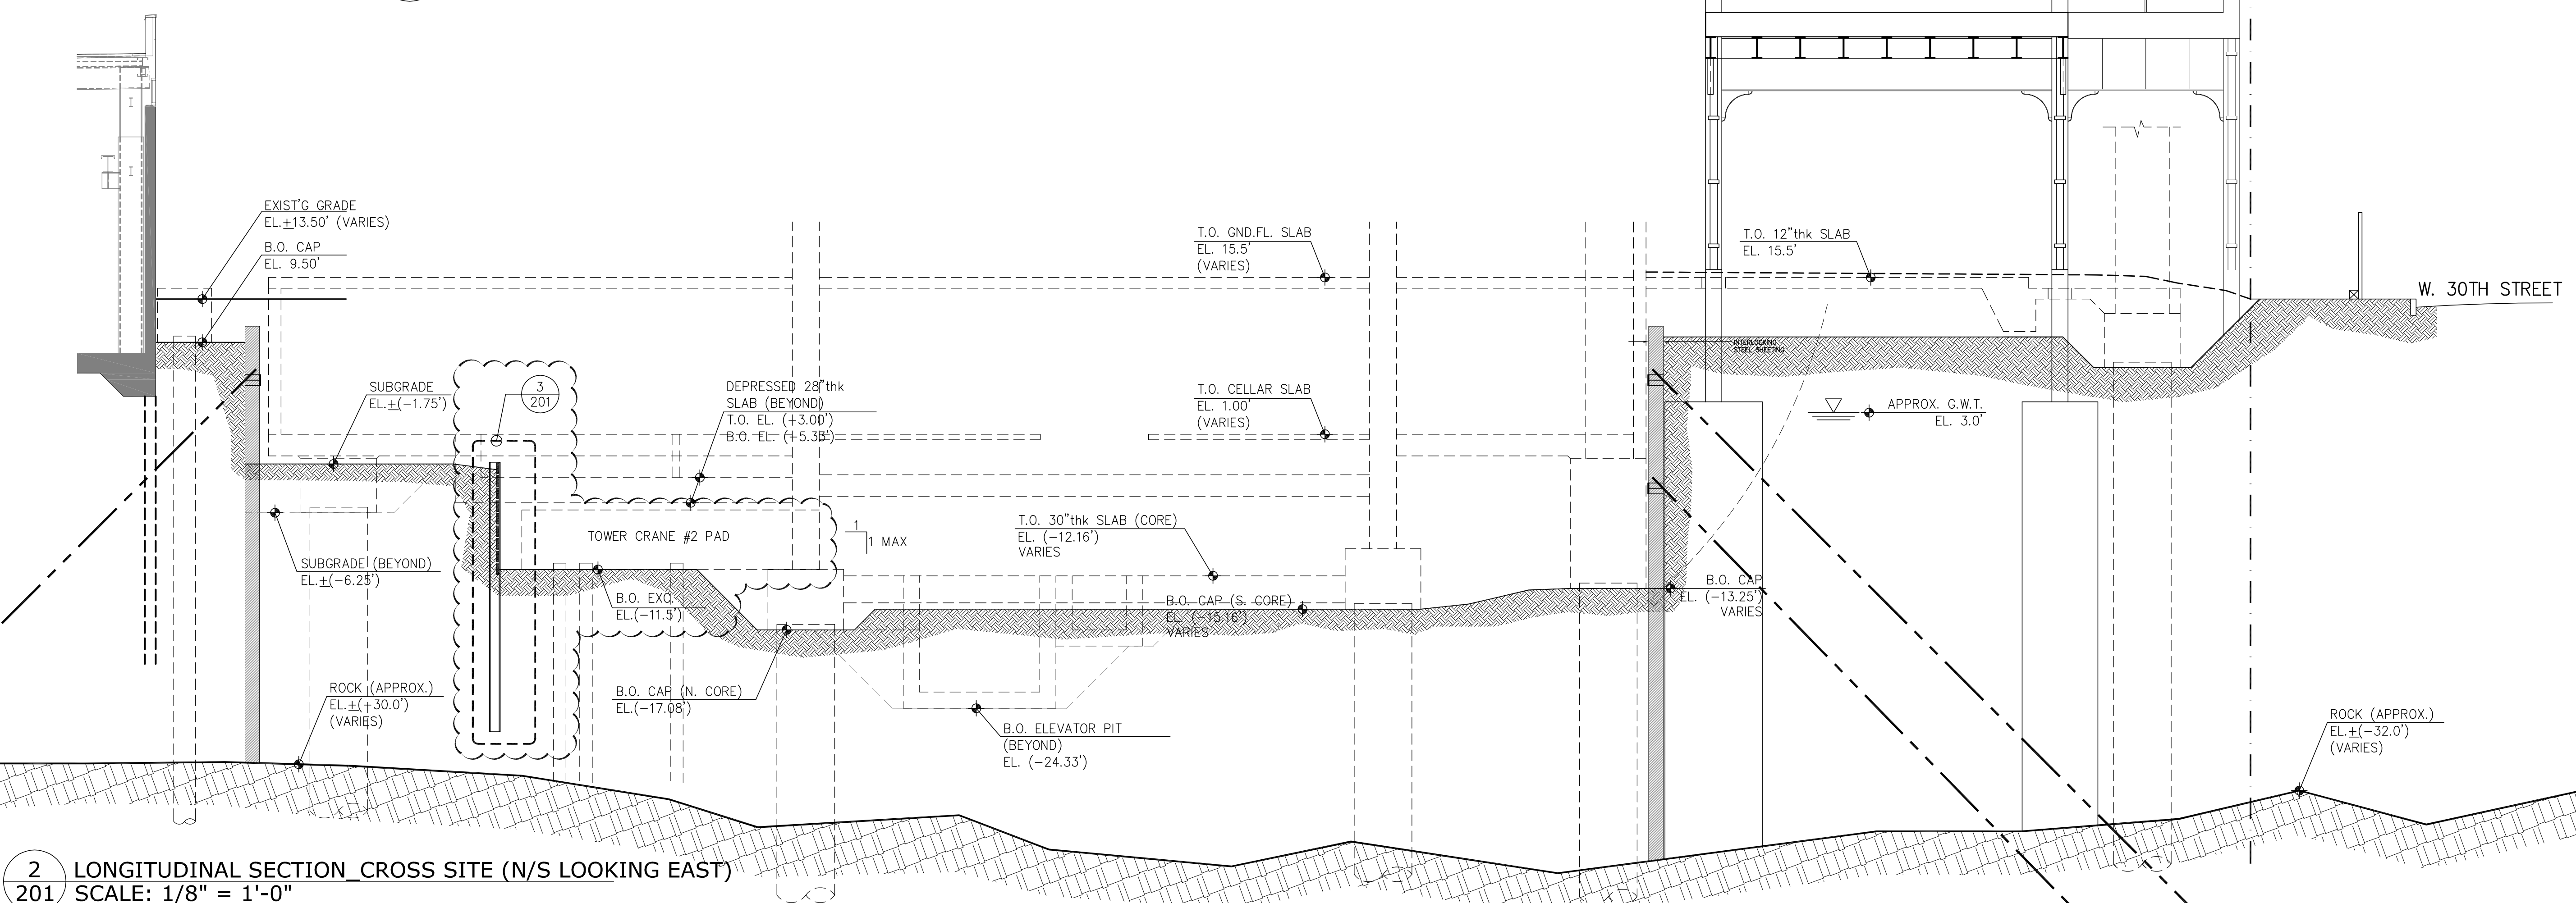 EXIST'G GRADE
EL.±13.50' (VARIES)
B.O. CAP
EL. 9.50'
SUBGRADE
EL.±(-1.75')
3
201
DEPRESSED 28"thk
SLAB (BEYOND)
T.O. EL. (-3.00')
B.O. EL. (-5.33')
T.O. GND.FL. SLAB
EL. 15.5'
(VARIES)
T.O. CELLAR SLAB
EL. 1.00'
(VARIES)
T.O. 12"thk SLAB
EL. 15.5'
W. 30TH STREET
INTERLOCKING
STEEL SHEETING
APPROX. G.W.T.
EL. 3.0'
TOWER CRANE #2 PAD
1
1 MAX
T.O. 30"thk SLAB (CORE)
EL. (-12.16')
VARIES
SUBGRADE (BEYOND)
EL.±(-6.25')
B.O. EXC.
EL.(-11.5')
B.O. CAP (S. CORE)
EL. (-15.16')
VARIES
B.O. CAP
EL. (-13.25')
VARIES
ROCK (APPROX.)
EL.±(-30.0')
(VARIES)
B.O. CAP (N. CORE)
EL.(-17.08')
B.O. ELEVATOR PIT
(BEYOND)
EL. (-24.33')
ROCK (APPROX.)
EL.±(-32.0')
(VARIES)
2
201
LONGITUDINAL SECTION_CROSS SITE (N/S LOOKING EAST)
SCALE: 1/8" = 1'-0"